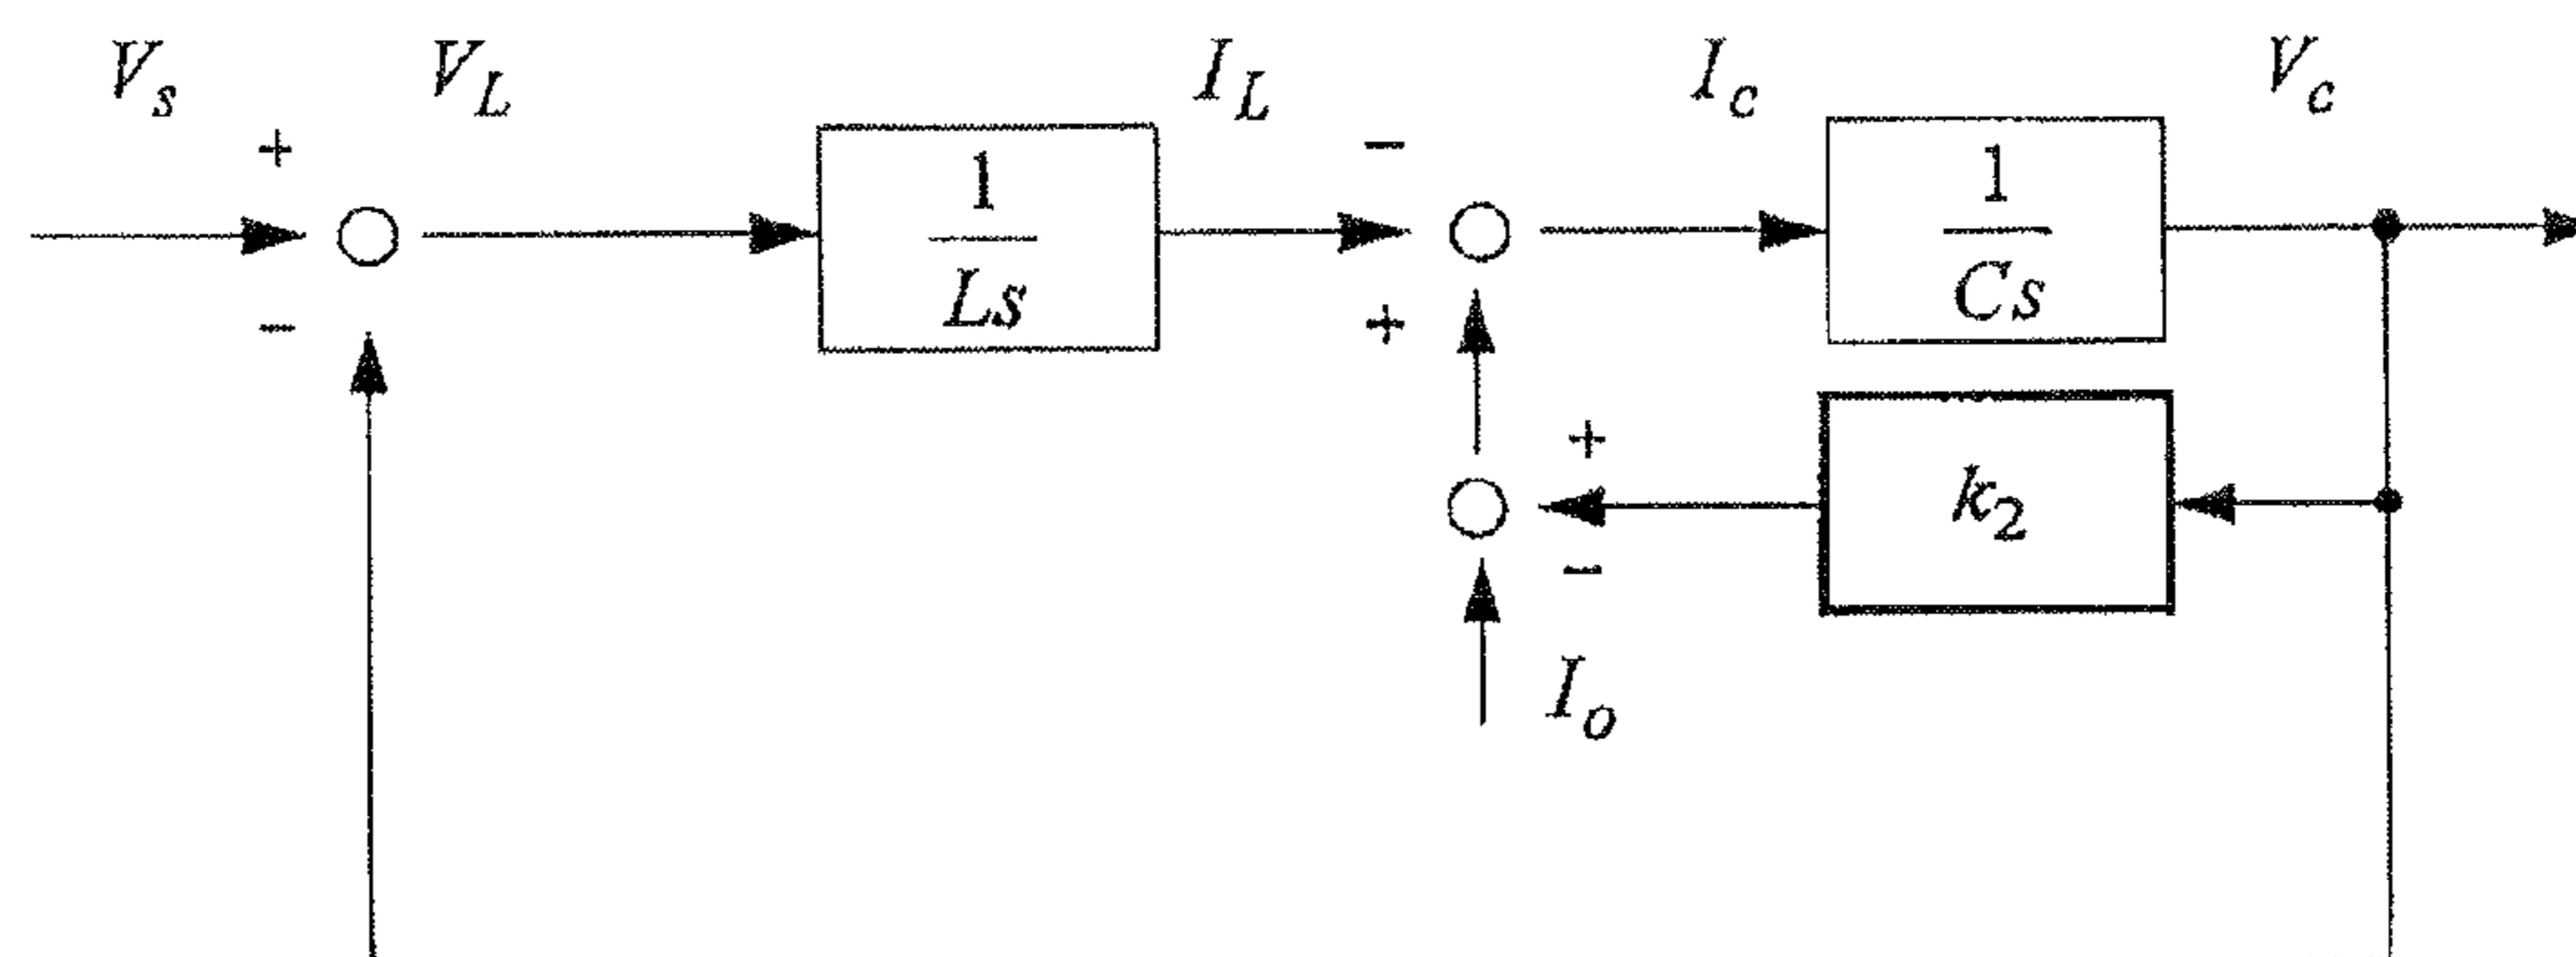 V_s V_L I_L I_c V_c
+ −
1 1
Ls Cs
− +
+ k_2
−
I_o